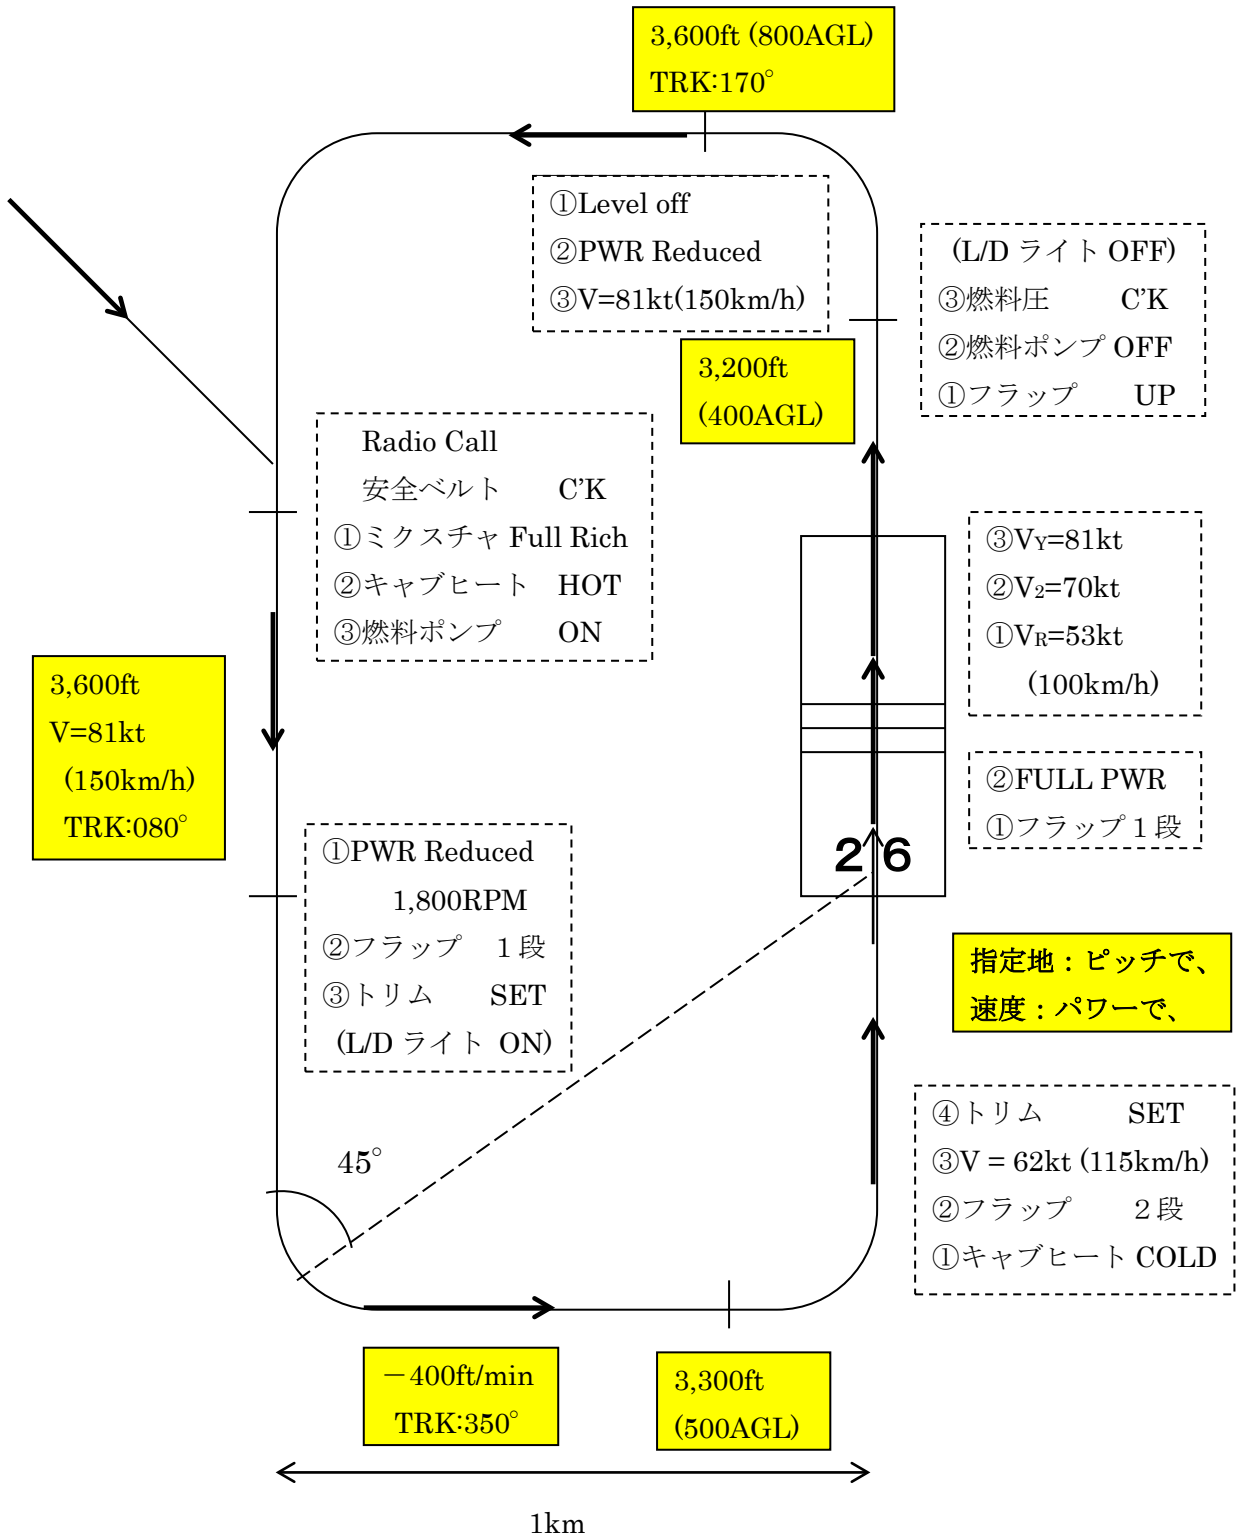 3,600ft (800AGL)
TRK:170°
①Level off
②PWR Reduced
③V=81kt(150km/h)
(L/D ライト OFF)
③燃料圧 C'K
②燃料ポンプ OFF
①フラップ UP
3,200ft
(400AGL)
Radio Call
安全ベルト C'K
①ミクスチャ Full Rich
②キャブヒート HOT
③燃料ポンプ ON
③VY=81kt
②V2=70kt
①VR=53kt
(100km/h)
3,600ft
V=81kt
(150km/h)
TRK:080°
②FULL PWR
①フラップ1段
26
①PWR Reduced
1,800RPM
②フラップ 1段
③トリム SET
(L/D ライト ON)
指定地:ピッチで、
速度:パワーで、
④トリム SET
③V = 62kt (115km/h)
②フラップ 2段
①キャブヒート COLD
45°
-400ft/min
TRK:350°
3,300ft
(500AGL)
1km